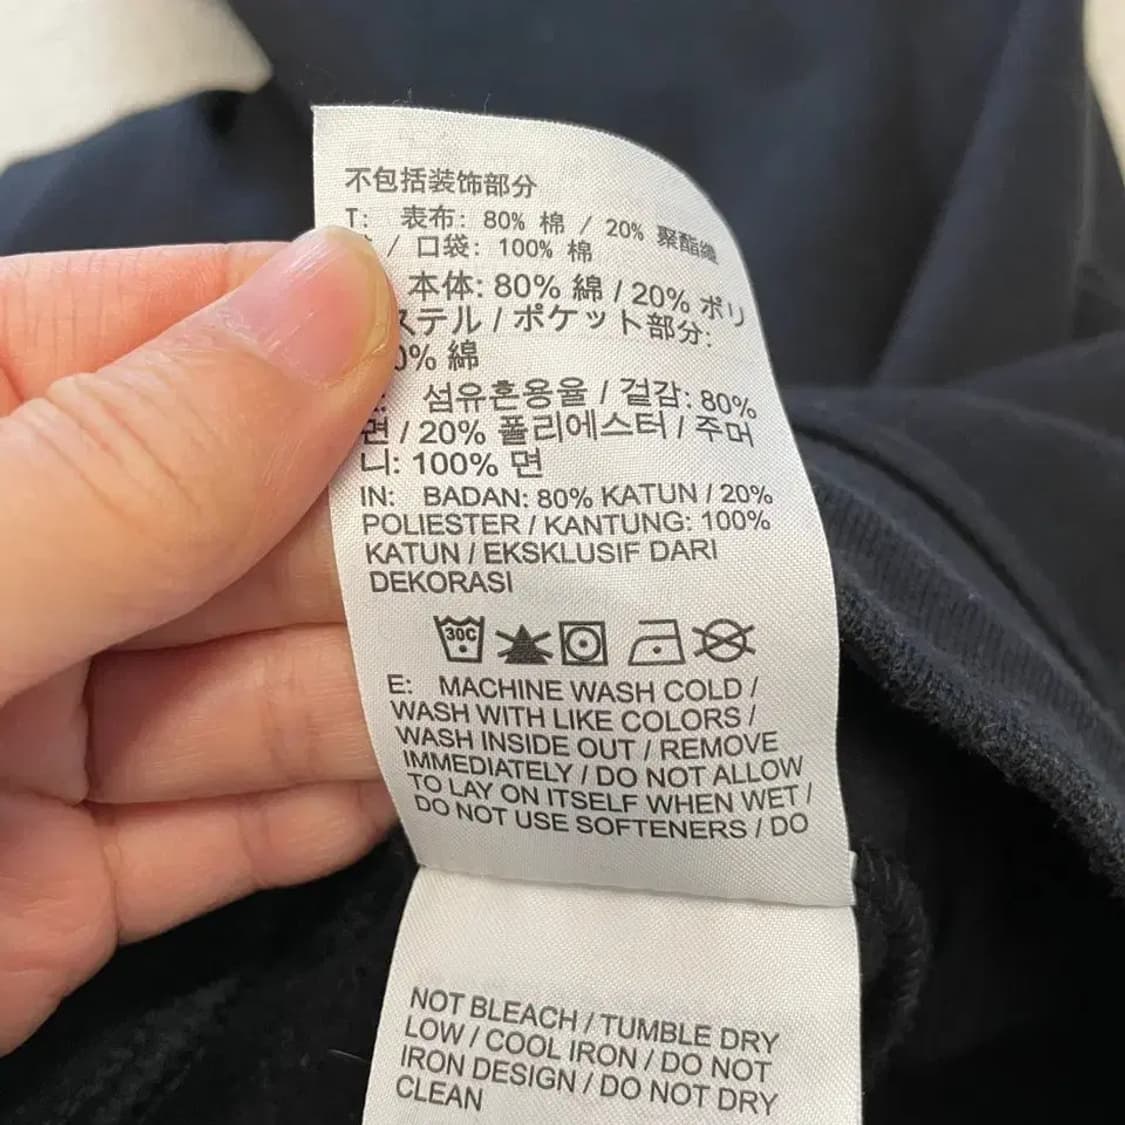 不包括装饰部分
T: 表布: 80% 棉 / 20% 聚酯纖
/ 口袋: 100% 棉
本体: 80% 綿 / 20% ポリ
ステル / ポケット部分:
0% 綿
섬유혼용율 / 겉감: 80%
면 / 20% 폴리에스터 / 주머
니: 100% 면
IN: BADAN: 80% KATUN / 20%
POLIESTER / KANTUNG: 100%
KATUN / EKSKLUSIF DARI
DEKORASI
30C
E: MACHINE WASH COLD /
WASH WITH LIKE COLORS /
WASH INSIDE OUT / REMOVE
IMMEDIATELY / DO NOT ALLOW
TO LAY ON ITSELF WHEN WET /
DO NOT USE SOFTENERS / DO
NOT BLEACH / TUMBLE DRY
LOW / COOL IRON / DO NOT
IRON DESIGN / DO NOT DRY
CLEAN